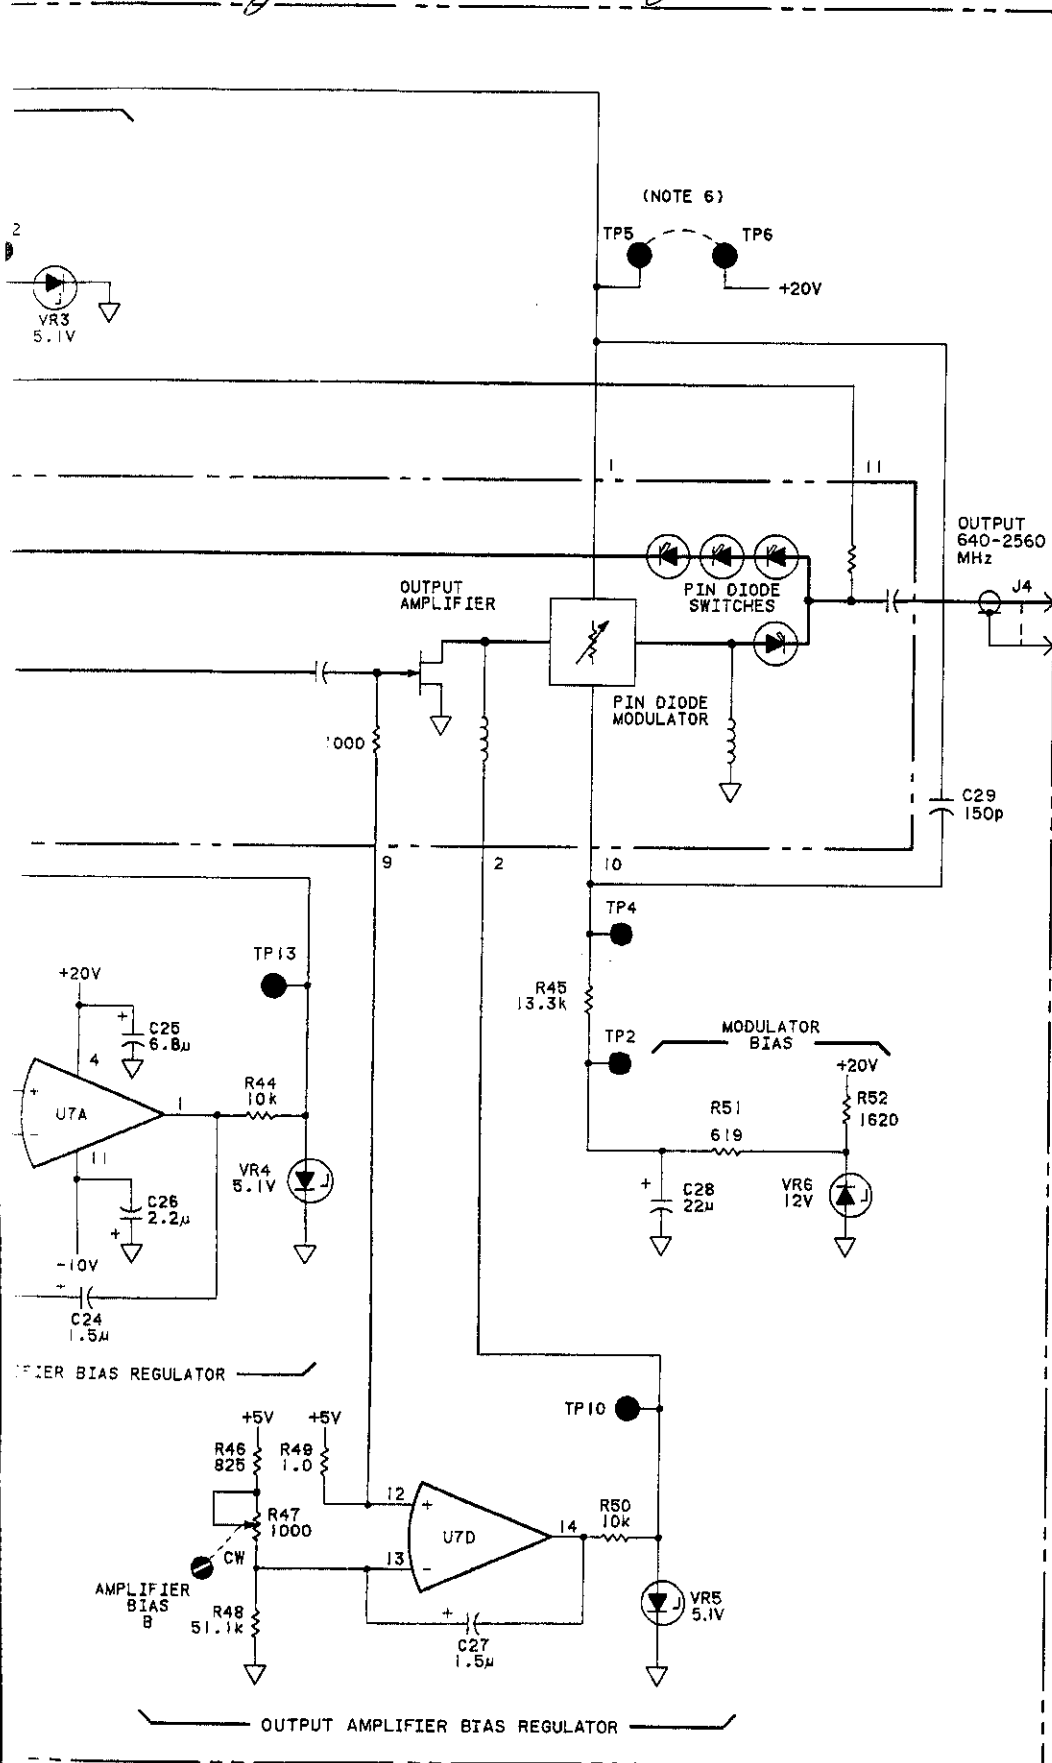 (NOTE 6)
TP5
TP6
+20V
2
VR3
5.1V
1
11
OUTPUT
640-2560
MHz
J4
OUTPUT
AMPLIFIER
PIN DIODE
SWITCHES
PIN DIODE
MODULATOR
1000
C29
150p
9
2
10
TP4
TP13
+20V
R45
13.3k
C25
6.8µ
TP2
MODULATOR
BIAS
+20V
4
+
U7A
-
1
R44
10k
R51
619
R52
1620
11
VR4
5.1V
+
C28
22µ
VR6
12V
+
C26
2.2µ
+
-10V
+
C24
1.5µ
FIER BIAS REGULATOR
TP10
+5V
+5V
R46
825
R49
1.0
12
+
R47
1000
U7D
14
R50
10k
CW
13
-
AMPLIFIER
BIAS
B
R48
51.1k
+
C27
1.5µ
VR5
5.1V
OUTPUT AMPLIFIER BIAS REGULATOR